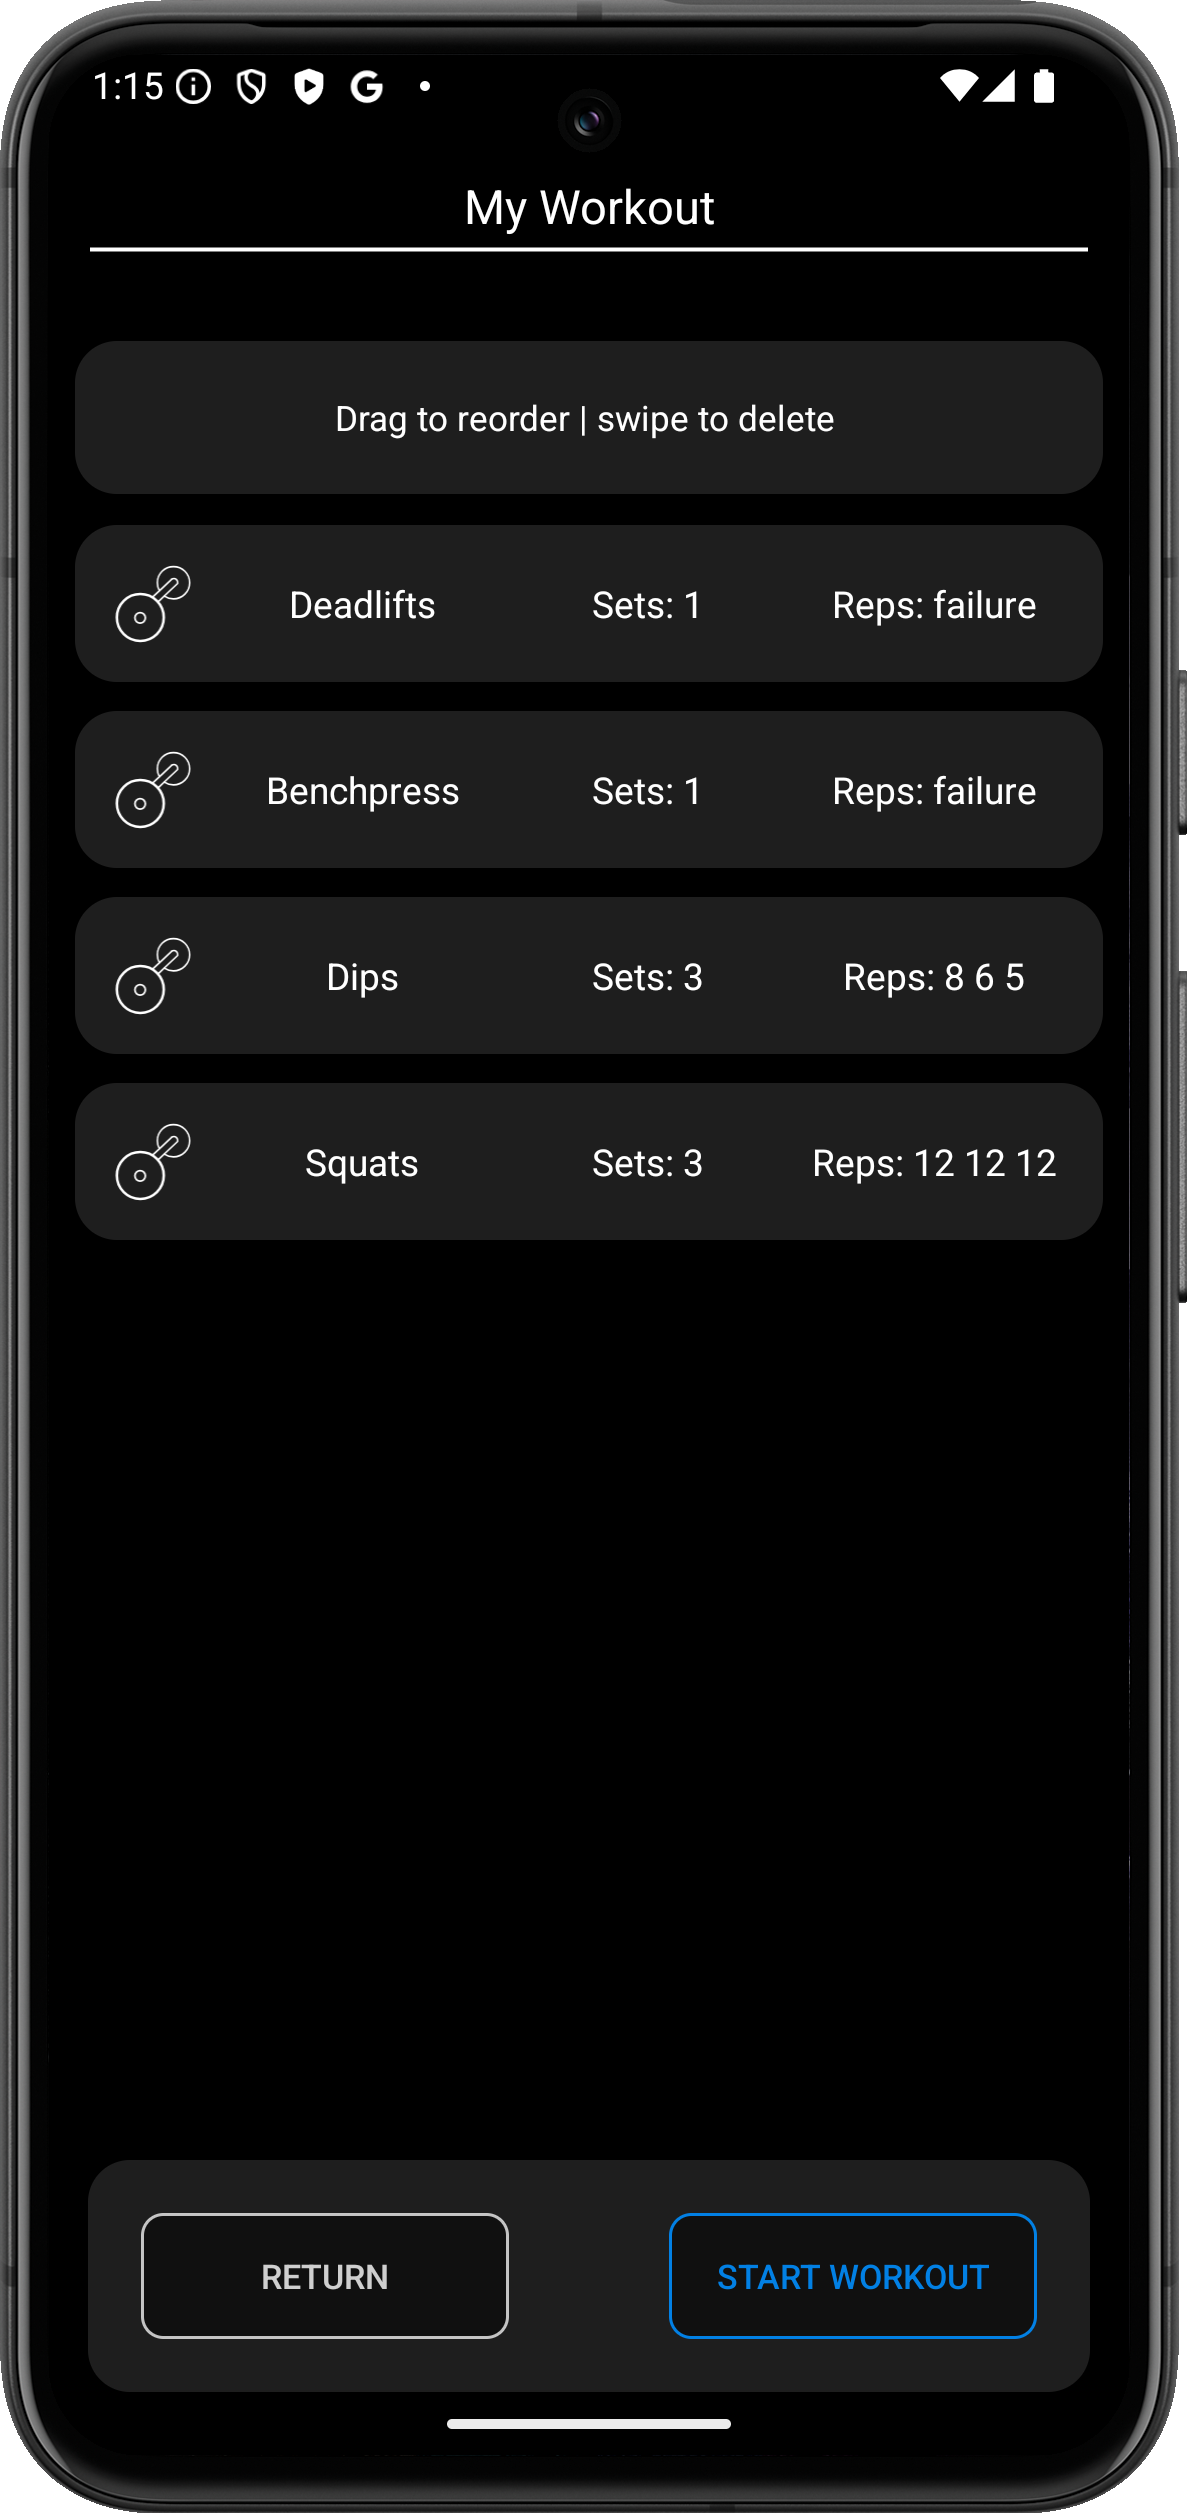 1:15
My Workout
Drag to reorder | swipe to delete
Deadlifts Sets: 1 Reps: failure
Benchpress Sets: 1 Reps: failure
Dips Sets: 3 Reps: 8 6 5
Squats Sets: 3 Reps: 12 12 12
RETURN START WORKOUT